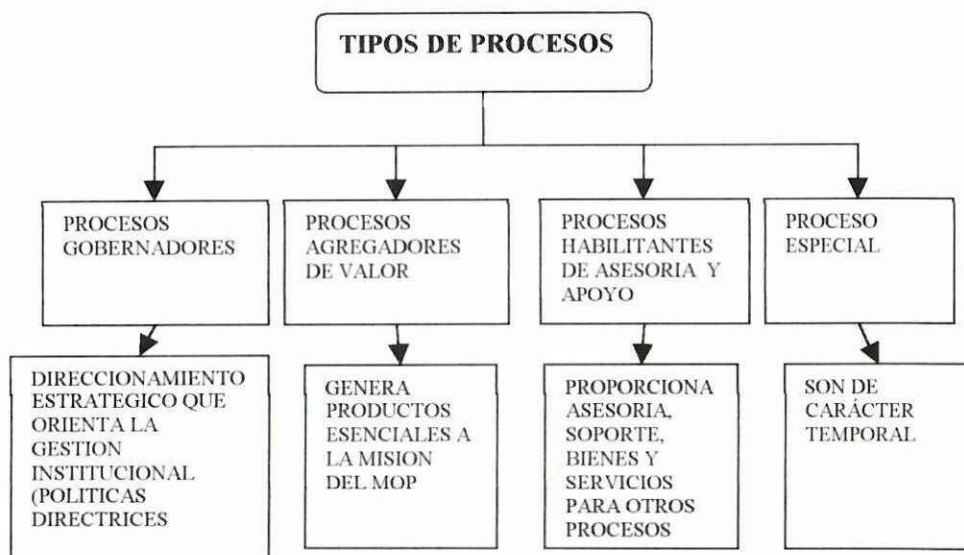 TIPOS DE PROCESOS
PROCESOS
GOBERNADORES
PROCESOS
AGREGADORES
DE VALOR
PROCESOS
HABILITANTES
DE ASESORIA Y
APOYO
PROCESO
ESPECIAL
DIRECCIONAMIENTO
ESTRATEGICO QUE
ORIENTA LA
GESTION
INSTITUCIONAL
(POLITICAS
DIRECTRICES
GENERA
PRODUCTOS
ESENCIALES A
LA MISION
DEL MOP
PROPORCIONA
ASESORIA,
SOPORTE,
BIENES Y
SERVICIOS
PARA OTROS
PROCESOS
SON DE
CARÁCTER
TEMPORAL